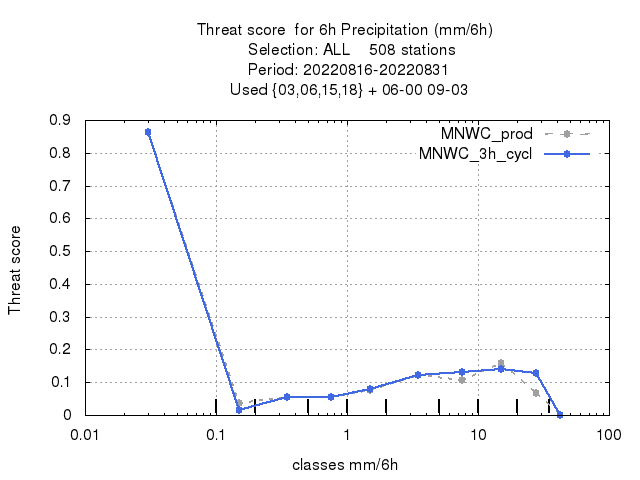 Threat score  for 6h Precipitation (mm/6h)
Selection: ALL    508 stations
Period: 20220816-20220831
Used {03,06,15,18} + 06-00 09-03
MNWC_prod
MNWC_3h_cycl
0.9
0.8
0.7
0.6
0.5
0.4
0.3
0.2
0.1
0
Threat score
0.01 0.1 1 10 100
classes mm/6h